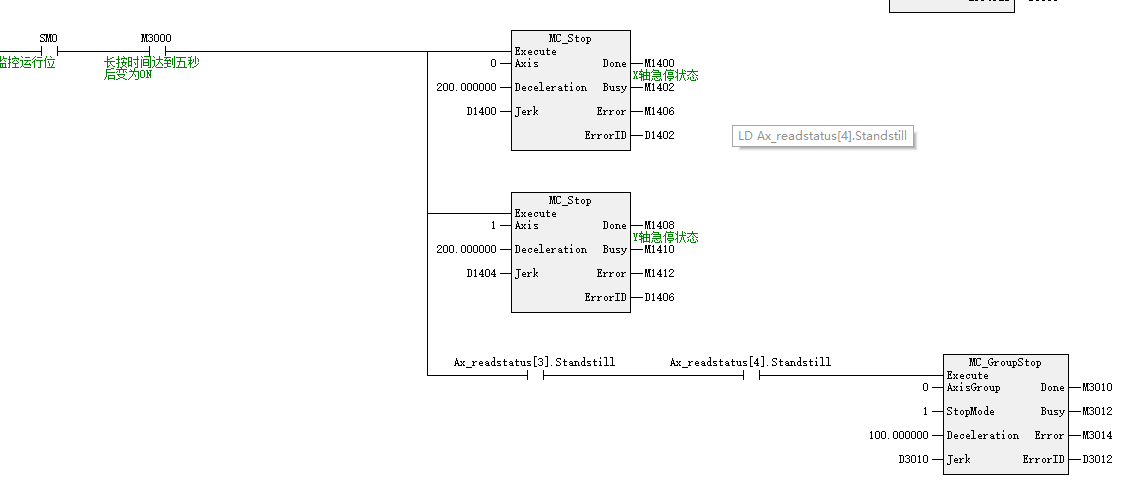 SM0
监控运行位
M3000
长按时间达到五秒
后变为ON
MC_Stop
Execute
0
Axis
Done
M1400
X轴急停状态
200.000000
Deceleration
Busy
M1402
D1400
Jerk
Error
M1406
ErrorID
D1402
LD Ax_readstatus[4].Standstill
MC_Stop
Execute
1
Axis
Done
M1408
Y轴急停状态
200.000000
Deceleration
Busy
M1410
D1404
Jerk
Error
M1412
ErrorID
D1406
Ax_readstatus[3].Standstill
Ax_readstatus[4].Standstill
MC_GroupStop
Execute
0
AxisGroup
Done
M3010
1
StopMode
Busy
M3012
100.000000
Deceleration
Error
M3014
D3010
Jerk
ErrorID
D3012